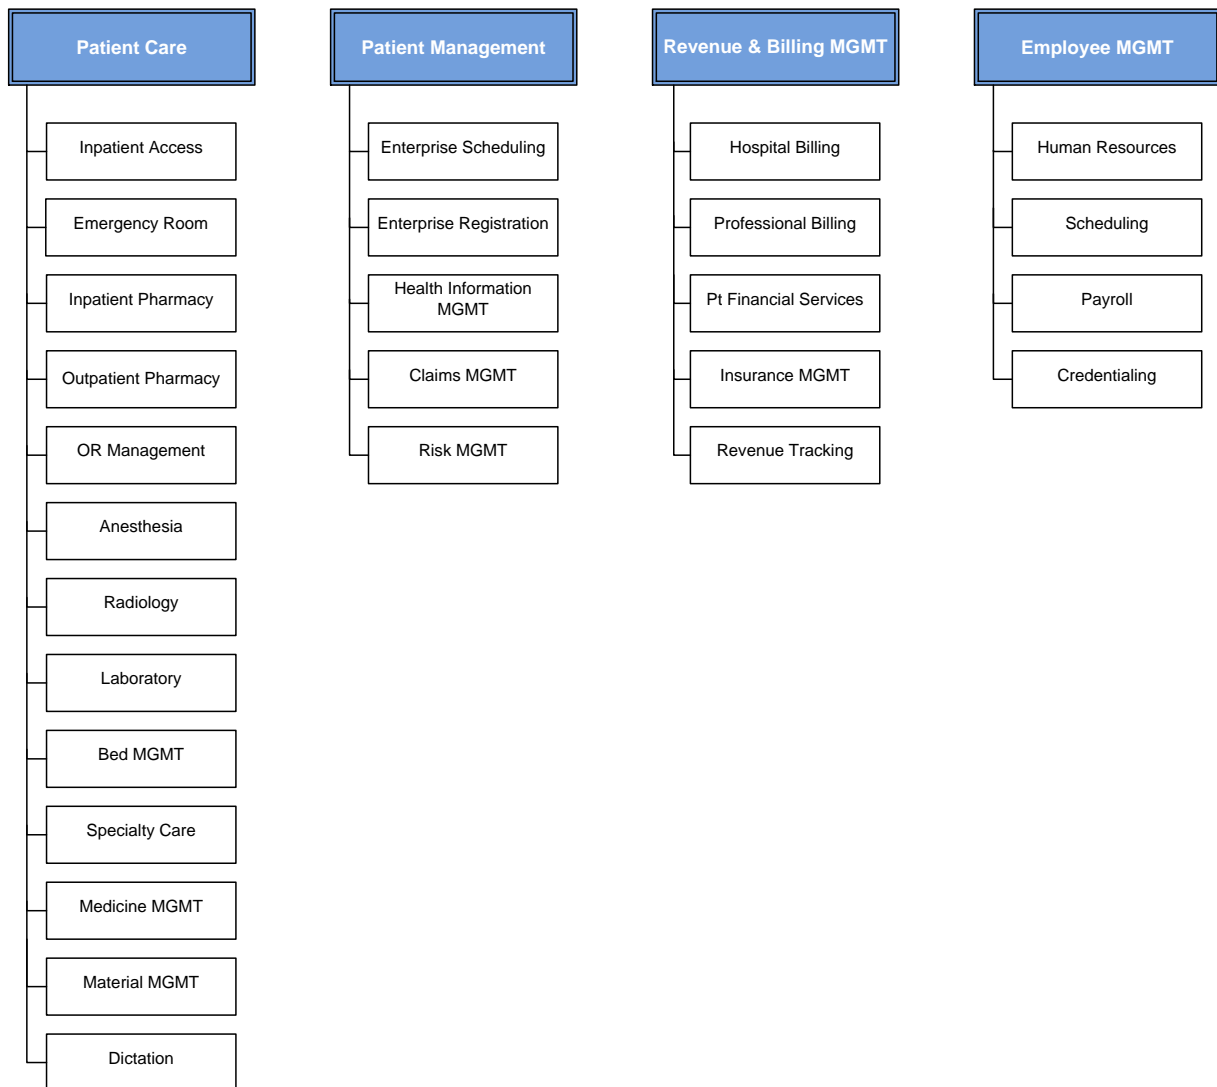 Patient Care
Inpatient Access
Emergency Room
Inpatient Pharmacy
Outpatient Pharmacy
OR Management
Anesthesia
Radiology
Laboratory
Bed MGMT
Specialty Care
Medicine MGMT
Material MGMT
Dictation
Patient Management
Enterprise Scheduling
Enterprise Registration
Health Information
MGMT
Claims MGMT
Risk MGMT
Revenue & Billing MGMT
Hospital Billing
Professional Billing
Pt Financial Services
Insurance MGMT
Revenue Tracking
Employee MGMT
Human Resources
Scheduling
Payroll
Credentialing